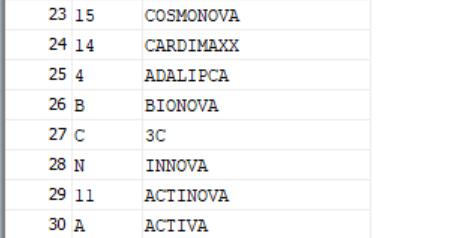 23 15 COSMONOVA
24 14 CARDIMAXX
25 4 ADALIPCA
26 B BIONOVA
27 C 3C
28 N INNOVA
29 11 ACTINOVA
30 A ACTIVA